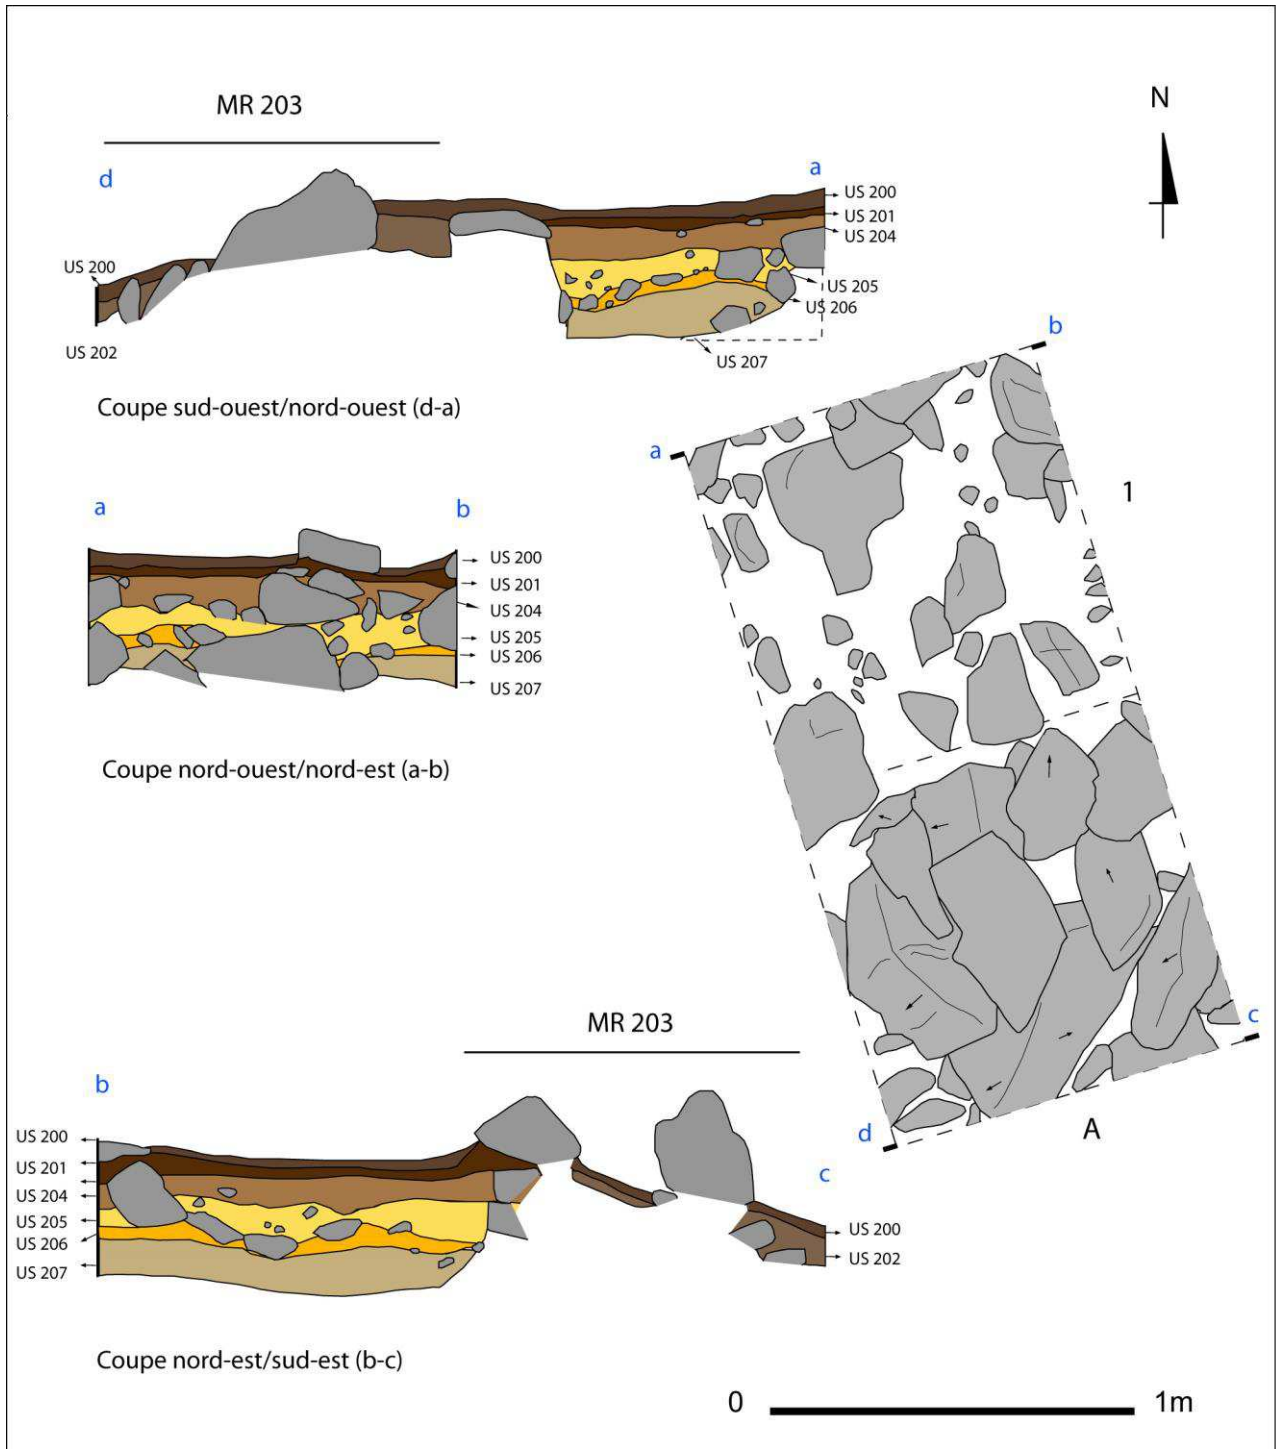 MR 203
N
d
a
US 200
US 201
US 204
US 200
US 205
US 206
US 202
US 207
Coupe sud-ouest/nord-ouest (d-a)
b
a
1
a
b
US 200
US 201
US 204
US 205
US 206
US 207
Coupe nord-ouest/nord-est (a-b)
MR 203
c
d
A
b
c
US 200
US 201
US 204
US 205
US 206
US 207
US 200
US 202
Coupe nord-est/sud-est (b-c)
0
1m